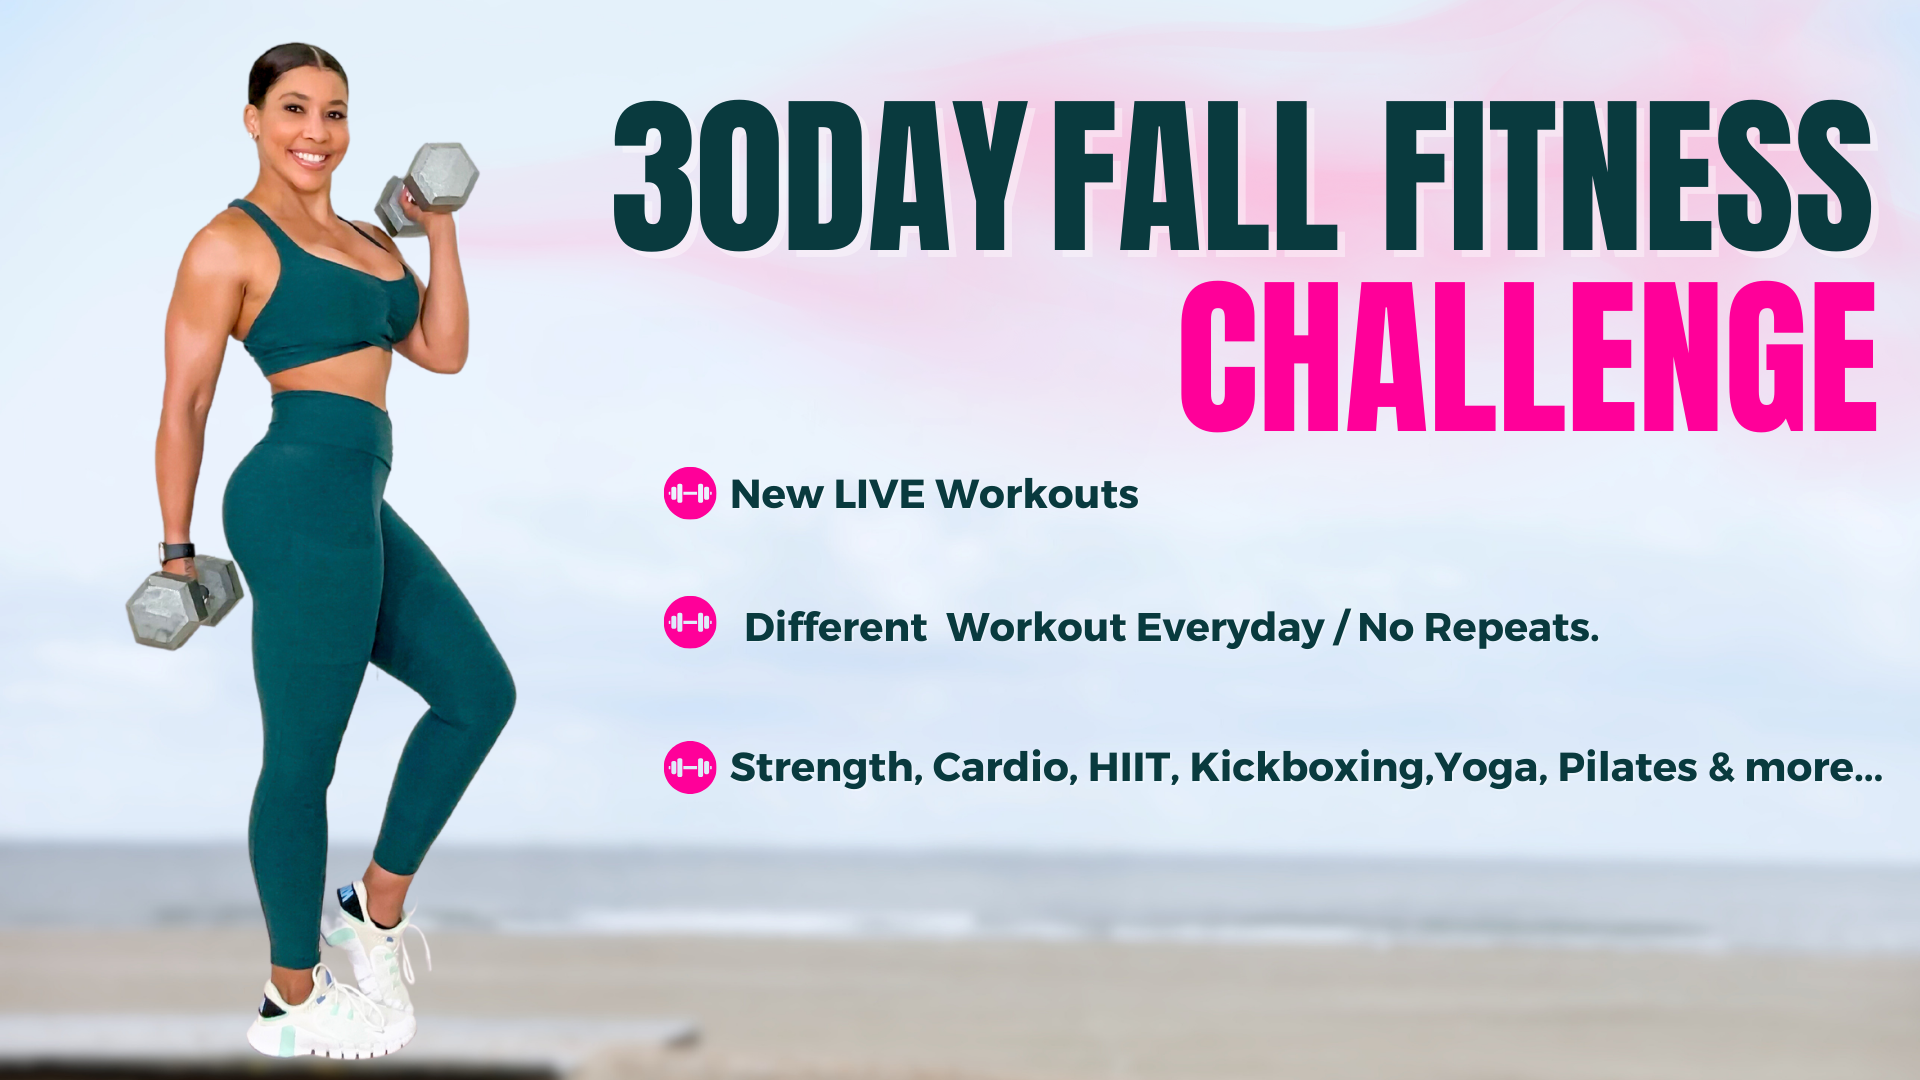 30DAY FALL FITNESS
CHALLENGE
New LIVE Workouts
Different Workout Everyday / No Repeats.
Strength, Cardio, HIIT, Kickboxing,Yoga, Pilates & more...